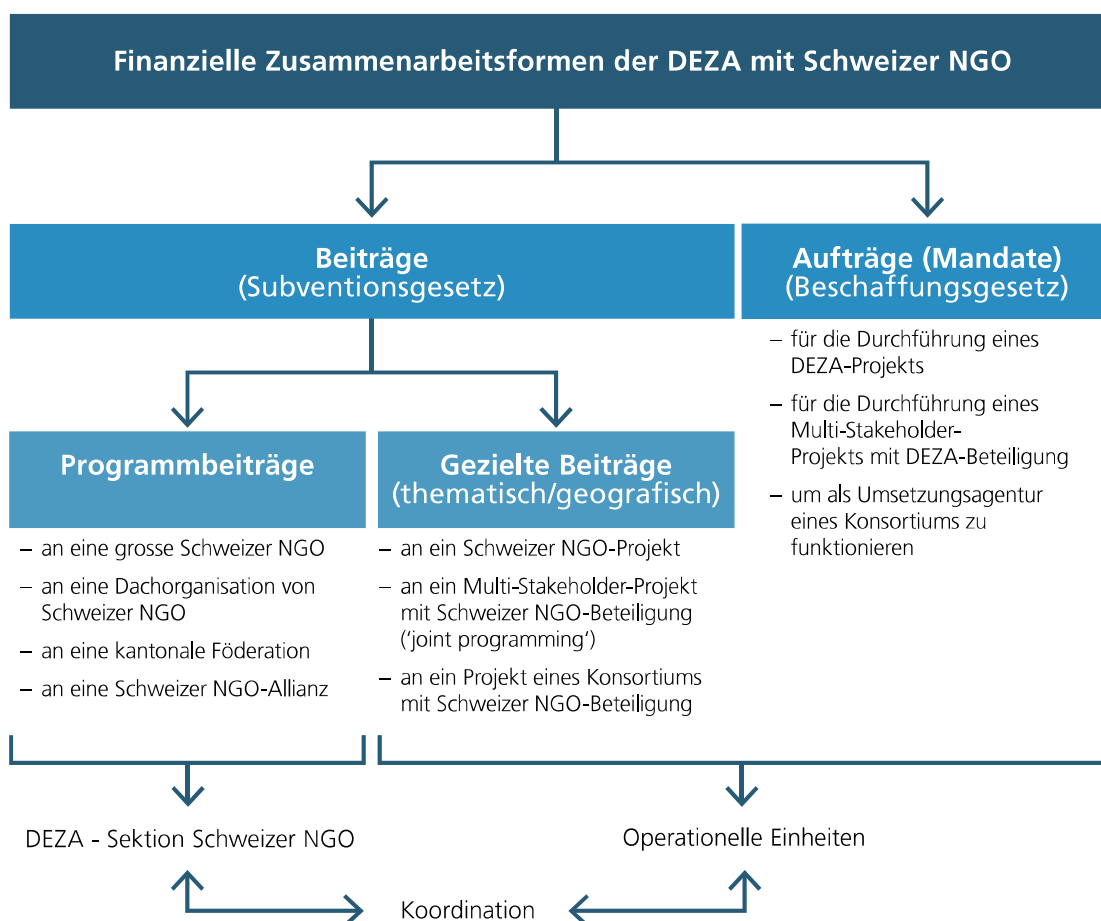 Finanzielle Zusammenarbeitsformen der DEZA mit Schweizer NGO
Beiträge
(Subventionsgesetz)
Aufträge (Mandate)
(Beschaffungsgesetz)
– für die Durchführung eines
DEZA-Projekts
– für die Durchführung eines
Multi-Stakeholder-
Projekts mit DEZA-Beteiligung
– um als Umsetzungsagentur
eines Konsortiums zu
funktionieren
Programmbeiträge
– an eine grosse Schweizer NGO
– an eine Dachorganisation von
Schweizer NGO
– an eine kantonale Föderation
– an eine Schweizer NGO-Allianz
Gezielte Beiträge
(thematisch/geografisch)
– an ein Schweizer NGO-Projekt
– an ein Multi-Stakeholder-Projekt
mit Schweizer NGO-Beteiligung
(‘joint programming‘)
– an ein Projekt eines Konsortiums
mit Schweizer NGO-Beteiligung
DEZA - Sektion Schweizer NGO
Operationelle Einheiten
Koordination